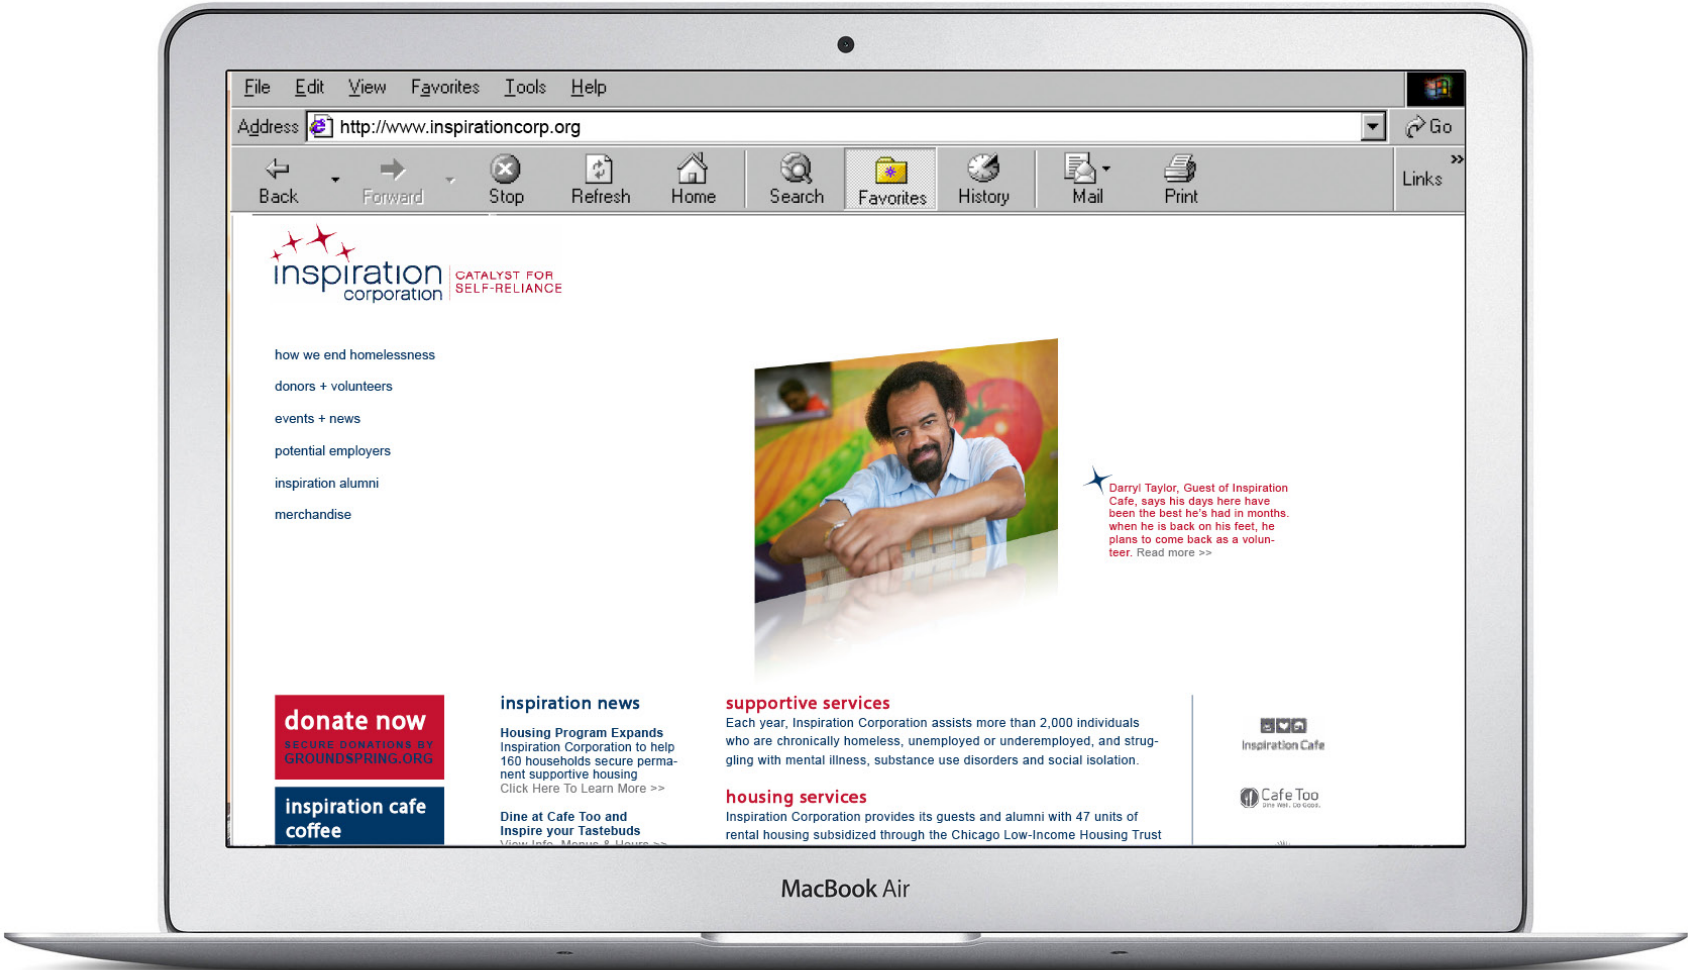 File Edit View Favorites Tools Help
Address http://www.inspirationcorp.org Go
Back Forward Stop Refresh Home Search Favorites History Mail Print Links »
inspiration
corporation
CATALYST FOR
SELF-RELIANCE
how we end homelessness
donors + volunteers
events + news
potential employers
inspiration alumni
merchandise
Darryl Taylor, Guest of Inspiration
Cafe, says his days here have
been the best he's had in months.
when he is back on his feet, he
plans to come back as a volun-
teer. Read more >>
donate now
SECURE DONATIONS BY
GROUNDSPRING.ORG
inspiration cafe
coffee
inspiration news
Housing Program Expands
Inspiration Corporation to help
160 households secure perma-
nent supportive housing
Click Here To Learn More >>
Dine at Cafe Too and
Inspire your Tastebuds
View Info, Menus & Hours >>
supportive services
Each year, Inspiration Corporation assists more than 2,000 individuals
who are chronically homeless, unemployed or underemployed, and strug-
gling with mental illness, substance use disorders and social isolation.
housing services
Inspiration Corporation provides its guests and alumni with 47 units of
rental housing subsidized through the Chicago Low-Income Housing Trust
Inspiration Cafe
Cafe Too
Dine Well. Do Good.
MacBook Air